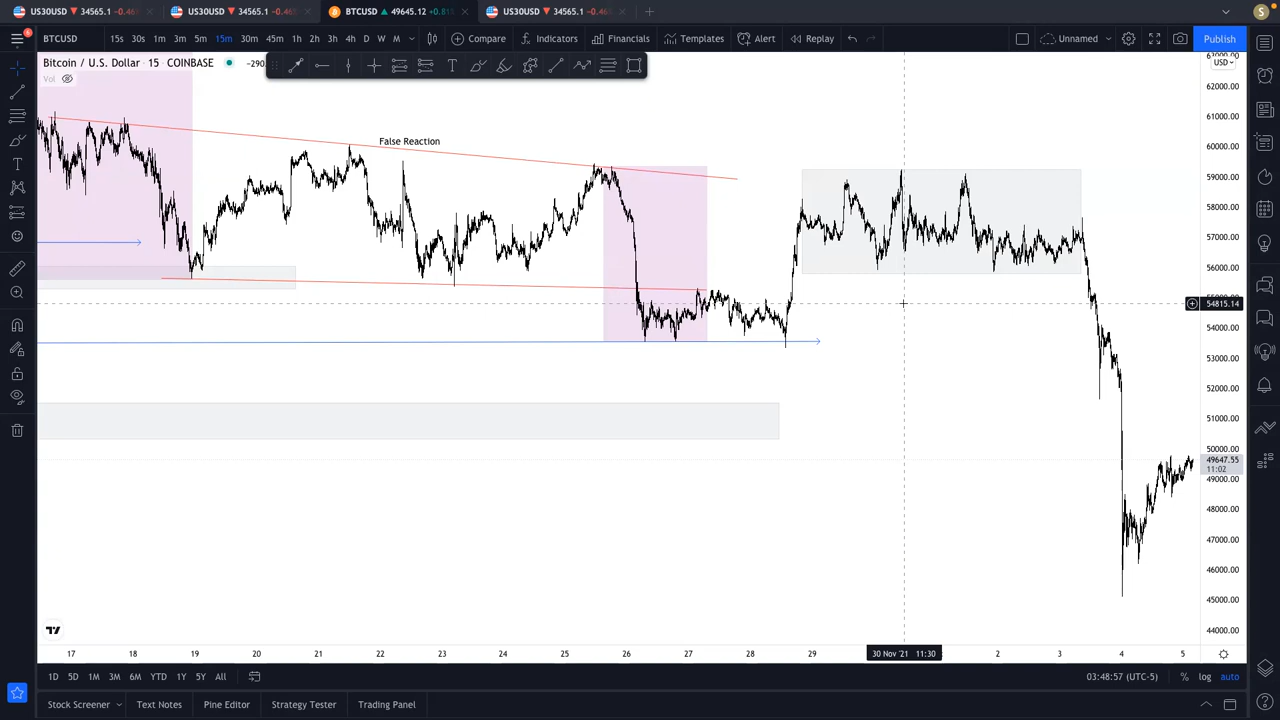 US30USD ▼ 34565.1 −0.46
US30USD ▼ 34565.1 −0.46
BTCUSD ▲ 49645.12 +0.81
US30USD ▼ 34565.1 −0.46
S
BTCUSD 15s 30s 1m 3m 5m 15m 30m 45m 1h 2h 3h 4h D W M Compare Indicators Financials Templates Alert Replay Unnamed Publish
Bitcoin / U.S. Dollar · 15 · COINBASE −290
Vol
USD
False Reaction
62000.00
61000.00
60000.00
59000.00
58000.00
57000.00
56000.00
54815.14
54000.00
53000.00
52000.00
51000.00
50000.00
49647.55
11:02
49000.00
48000.00
47000.00
46000.00
45000.00
44000.00
17 19 20 21 22 23 25 26 27 29 30 Nov '21 11:30 2 3 4 5
1D 5D 1M 3M 6M YTD 1Y 5Y All 03:48:57 (UTC-5) % log auto
Stock Screener Text Notes Pine Editor Strategy Tester Trading Panel